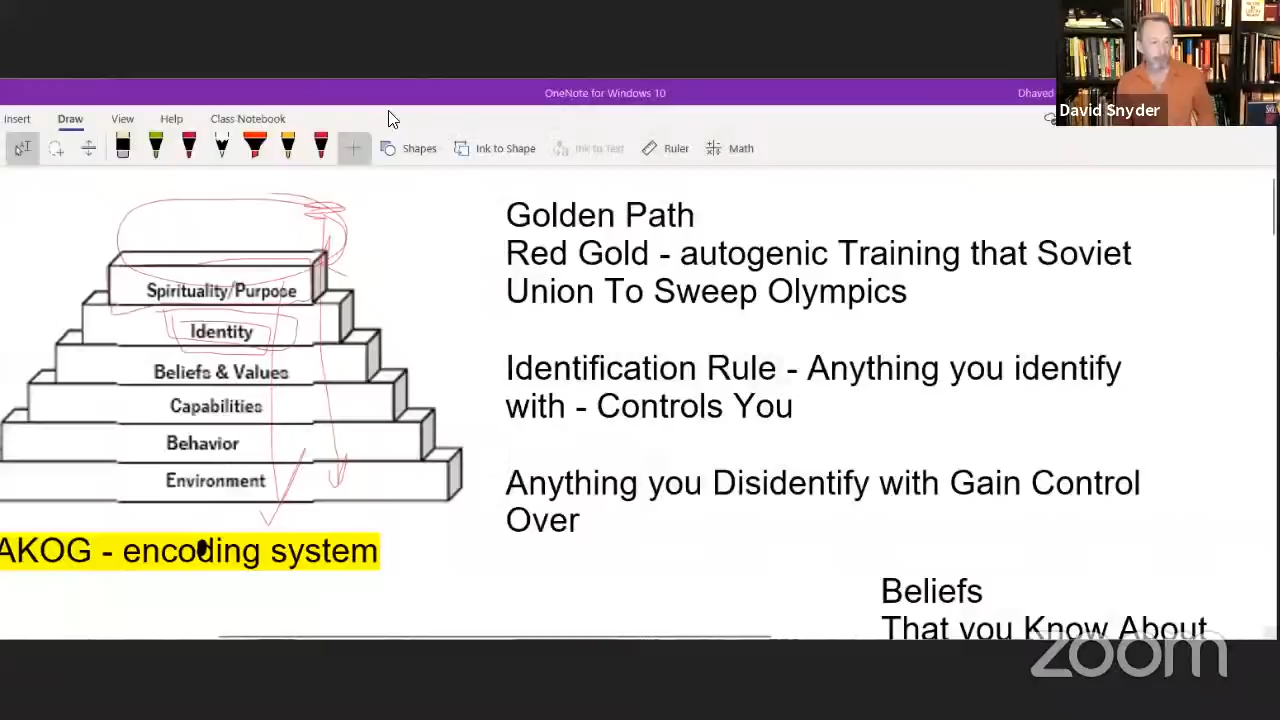 OneNote for Windows 10
Dhaved
David Snyder
Insert Draw View Help Class Notebook
Shapes Ink to Shape Ink to Text Ruler Math
Spirituality/Purpose
Identity
Beliefs & Values
Capabilities
Behavior
Environment
AKOG - encoding system
Golden Path
Red Gold - autogenic Training that Soviet
Union To Sweep Olympics
Identification Rule - Anything you identify
with - Controls You
Anything you Disidentify with Gain Control
Over
Beliefs
That you Know About
zoom